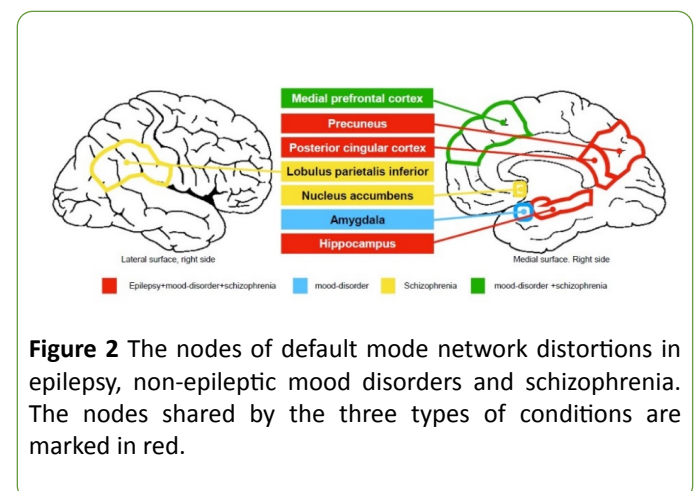 Medial prefrontal cortex
Precuneus
Posterior cingular cortex
Lobulus parietalis inferior
Nucleus accumbens
Amygdala
Hippocampus
Lateral surface, right side
Medial surface. Right side
Epilepsy+mood-disorder+schizophrenia
mood-disorder
Schizophrenia
mood-disorder +schizophrenia
Figure 2 The nodes of default mode network distortions in
epilepsy, non-epileptic mood disorders and schizophrenia.
The nodes shared by the three types of conditions are
marked in red.